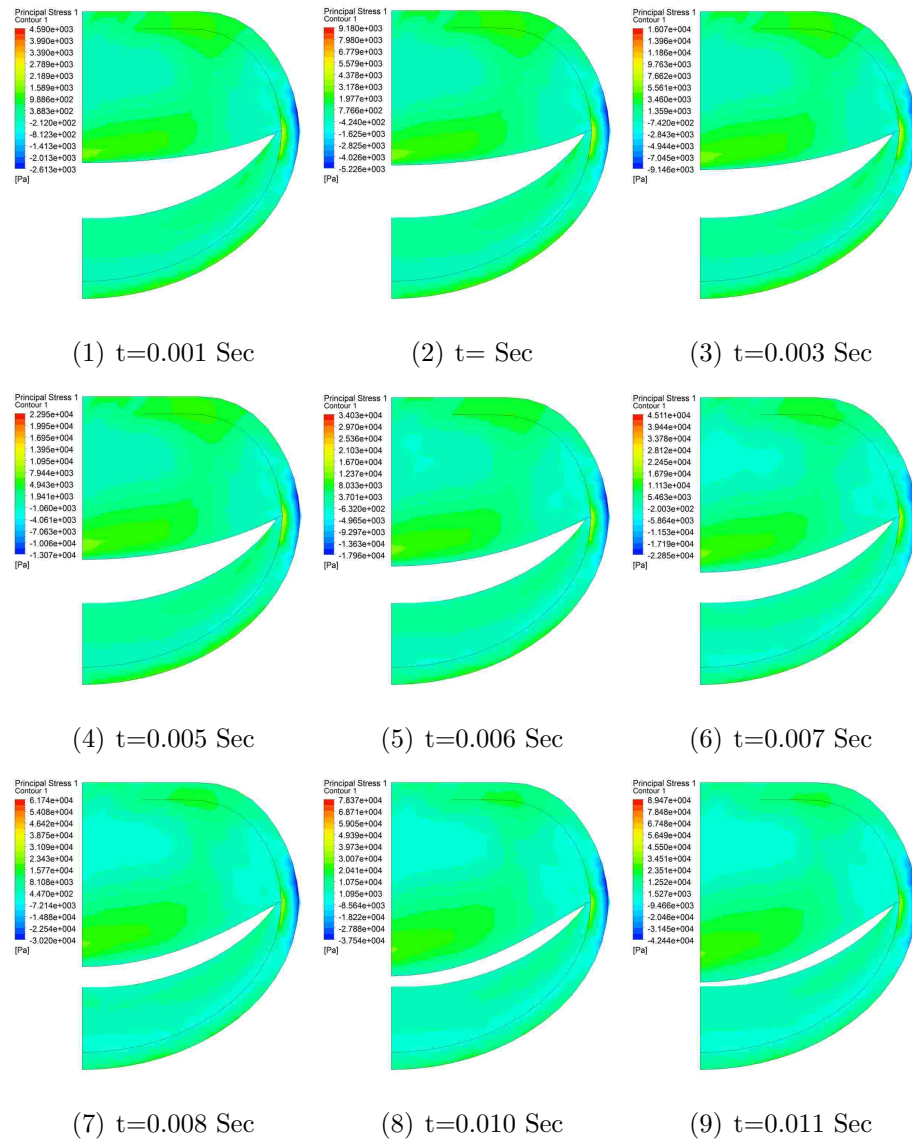 Principal Stress 1
Contour 1
4.590e+003
3.990e+003
3.390e+003
2.789e+003
2.189e+003
1.589e+003
9.886e+002
3.883e+002
-2.120e+002
-8.123e+002
-1.413e+003
-2.013e+003
-2.613e+003
[Pa]
(1) t=0.001 Sec
Principal Stress 1
Contour 1
9.180e+003
7.980e+003
6.779e+003
5.578e+003
4.378e+003
3.177e+003
1.977e+003
7.766e+002
-4.240e+002
-1.625e+003
-2.825e+003
-4.026e+003
-5.226e+003
[Pa]
(2) t= Sec
Principal Stress 1
Contour 1
1.607e+004
1.396e+004
1.186e+004
9.763e+003
7.662e+003
5.561e+003
3.460e+003
1.359e+003
-7.420e+002
-2.843e+003
-4.944e+003
-7.045e+003
-9.146e+003
[Pa]
(3) t=0.003 Sec
Principal Stress 1
Contour 1
2.295e+004
1.995e+004
1.695e+004
1.395e+004
1.095e+004
7.944e+003
4.943e+003
1.941e+003
-1.060e+003
-4.061e+003
-7.063e+003
-1.006e+004
-1.307e+004
[Pa]
(4) t=0.005 Sec
Principal Stress 1
Contour 1
3.403e+004
2.970e+004
2.536e+004
2.103e+004
1.670e+004
1.237e+004
8.033e+003
3.701e+003
-6.320e+002
-4.965e+003
-9.297e+003
-1.363e+004
-1.796e+004
[Pa]
(5) t=0.006 Sec
Principal Stress 1
Contour 1
4.511e+004
3.944e+004
3.378e+004
2.812e+004
2.245e+004
1.679e+004
1.113e+004
5.463e+003
-2.003e+002
-5.864e+003
-1.153e+004
-1.719e+004
-2.285e+004
[Pa]
(6) t=0.007 Sec
Principal Stress 1
Contour 1
6.174e+004
5.408e+004
4.642e+004
3.875e+004
3.109e+004
2.343e+004
1.577e+004
8.108e+003
4.470e+002
-7.214e+003
-1.488e+004
-2.254e+004
-3.020e+004
[Pa]
(7) t=0.008 Sec
Principal Stress 1
Contour 1
7.837e+004
6.871e+004
5.905e+004
4.939e+004
3.973e+004
3.007e+004
2.041e+004
1.075e+004
1.095e+003
-8.564e+003
-1.822e+004
-2.788e+004
-3.754e+004
[Pa]
(8) t=0.010 Sec
Principal Stress 1
Contour 1
8.947e+004
7.848e+004
6.748e+004
5.649e+004
4.550e+004
3.451e+004
2.351e+004
1.252e+004
1.527e+003
-9.466e+003
-2.046e+004
-3.145e+004
-4.244e+004
[Pa]
(9) t=0.011 Sec